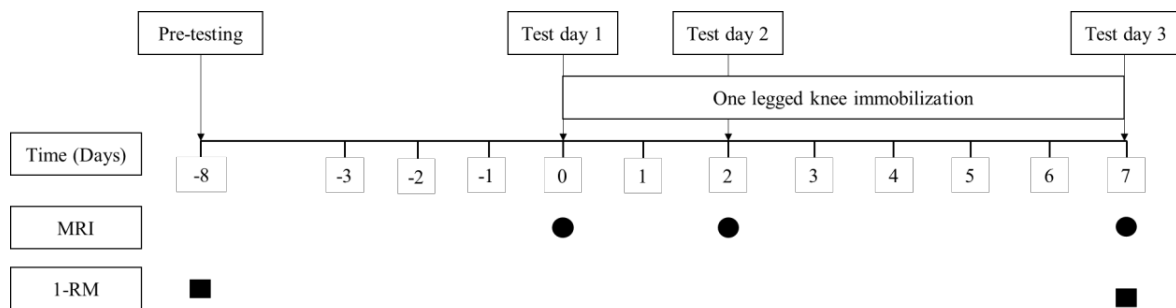 Pre-testing
Test day 1
Test day 2
Test day 3
One legged knee immobilization
Time (Days)
-8
-3
-2
-1
0
1
2
3
4
5
6
7
MRI
1-RM